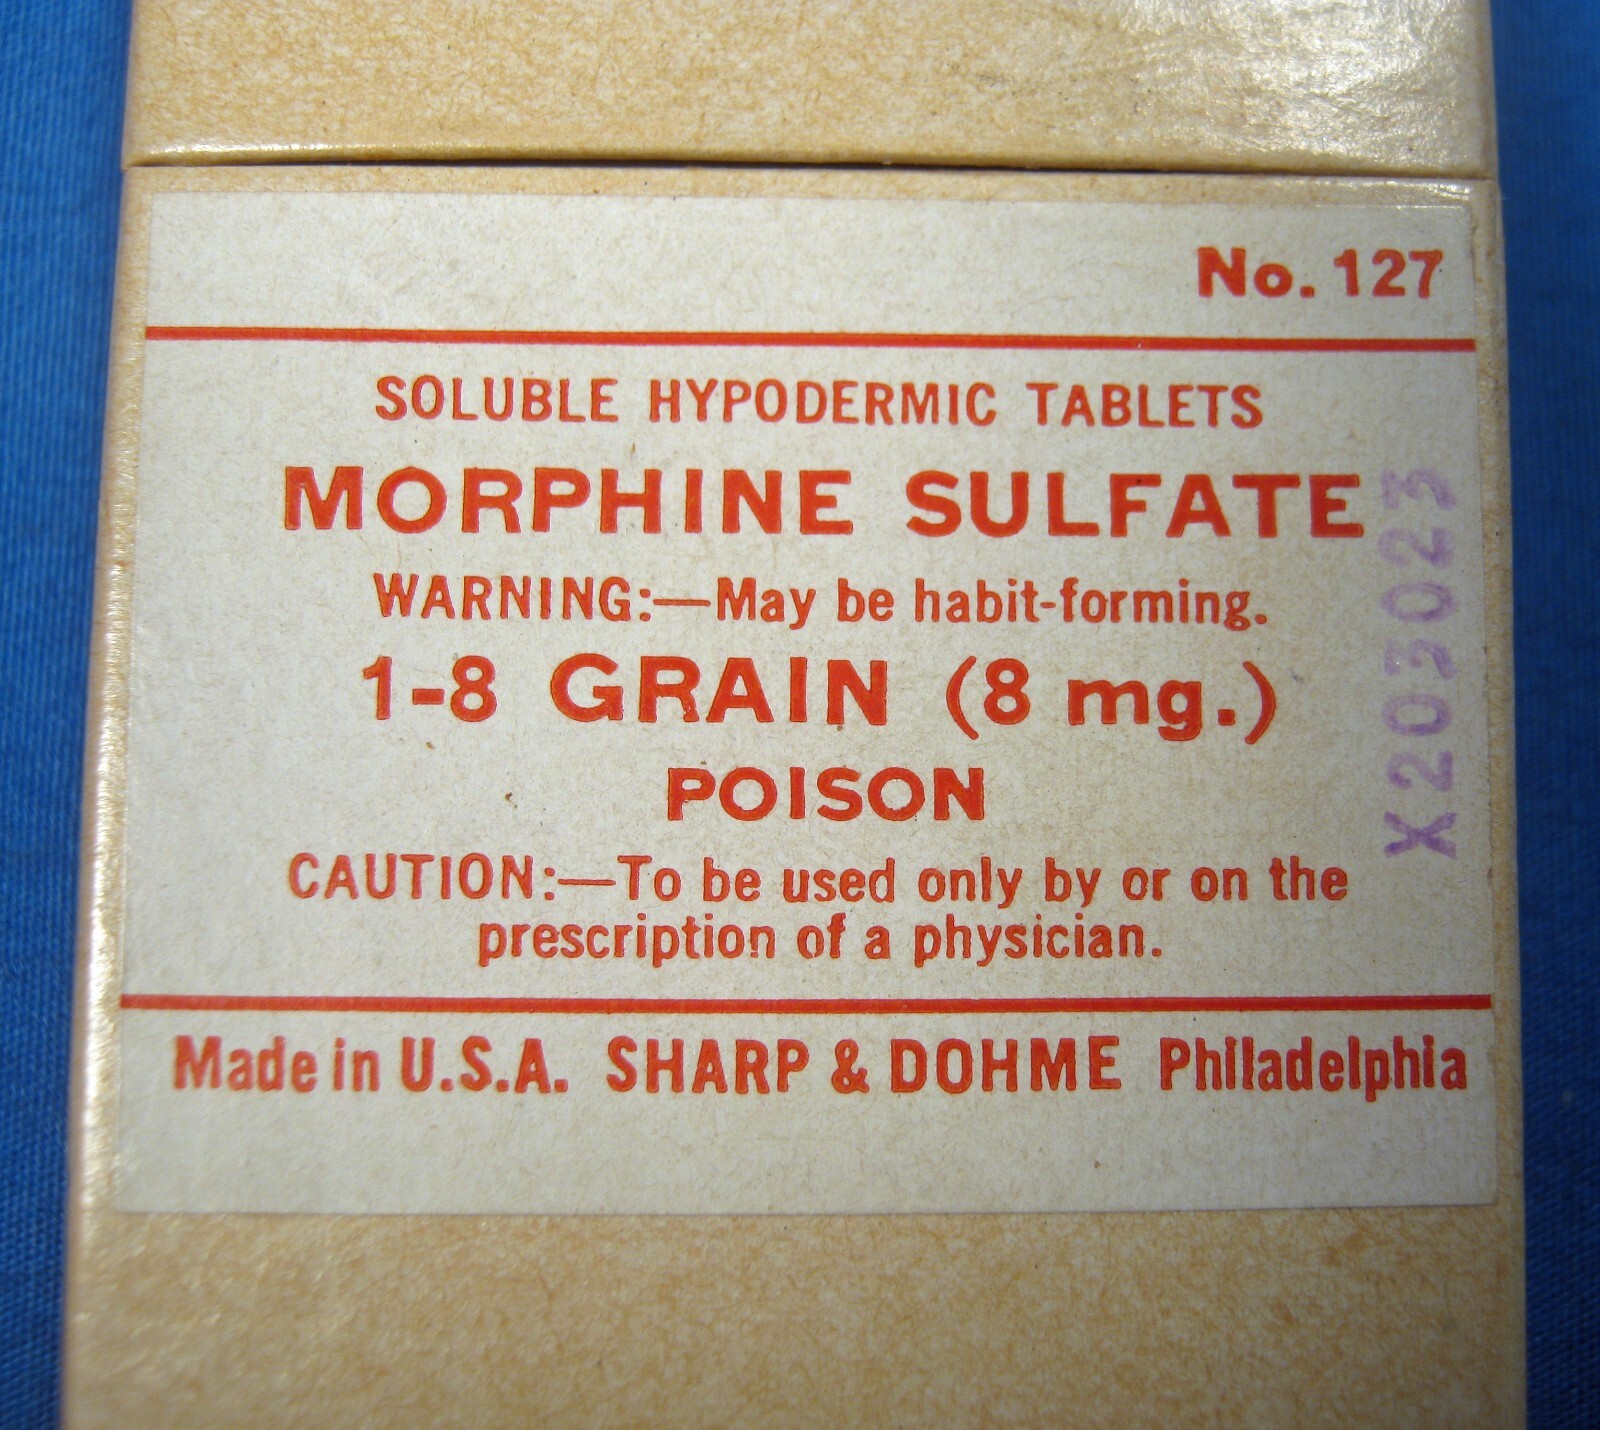 No. 127
SOLUBLE HYPODERMIC TABLETS
MORPHINE SULFATE
WARNING:—May be habit-forming.
1-8 GRAIN (8 mg.)
POISON
CAUTION:—To be used only by or on the
prescription of a physician.
Made in U.S.A. SHARP & DOHME Philadelphia
X205023